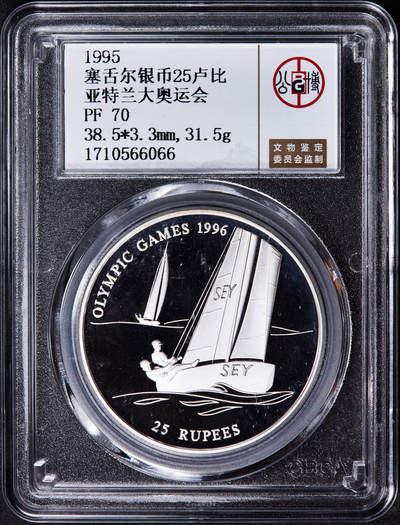 1995
塞舌尔银币25卢比
亚特兰大奥运会
PF 70
38.5*3.3mm,31.5g
1710566066
公博
文物鉴定
委员会监制
OLYMPIC GAMES 1996
SEY
SEY
25 RUPEES